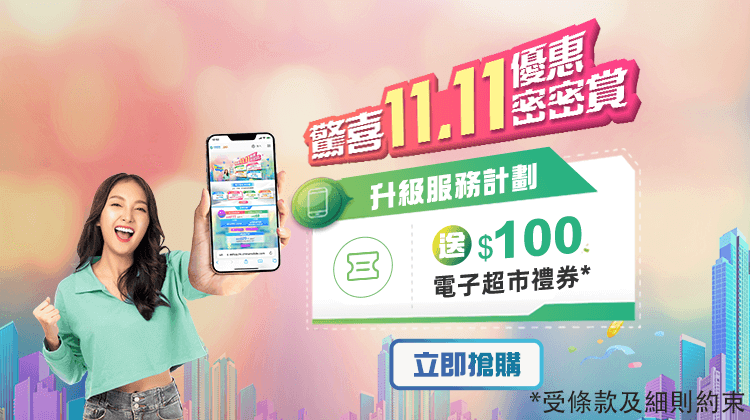 驚喜11.11優惠
密密賞
升級服務計劃
送$100
電子超市禮券*
立即搶購
*受條款及細則約束